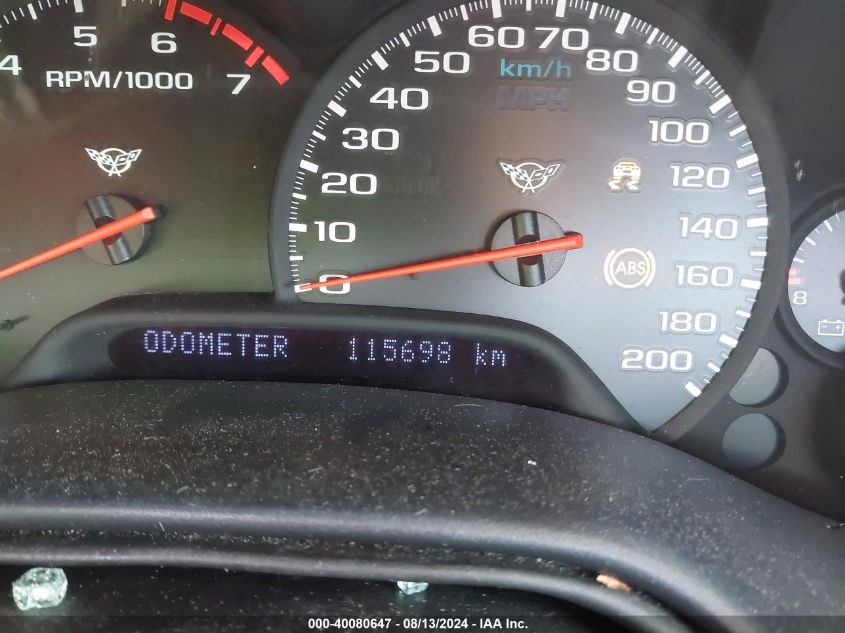 4 5 6 7
RPM/1000
0 10 20 30 40 50 60 70 80 90 100 120 140 160 180 200
km/h
MPH
CHECK
ABS
8
ODOMETER 115698 km
000-40080647 - 08/13/2024 - IAA Inc.